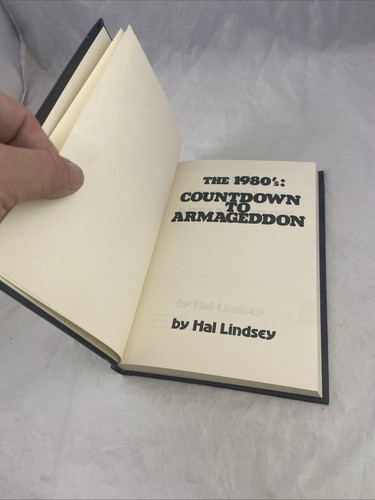 THE 1980's:
COUNTDOWN
TO
ARMAGEDDON
by Hal Lindsey
by Hal Lindsey